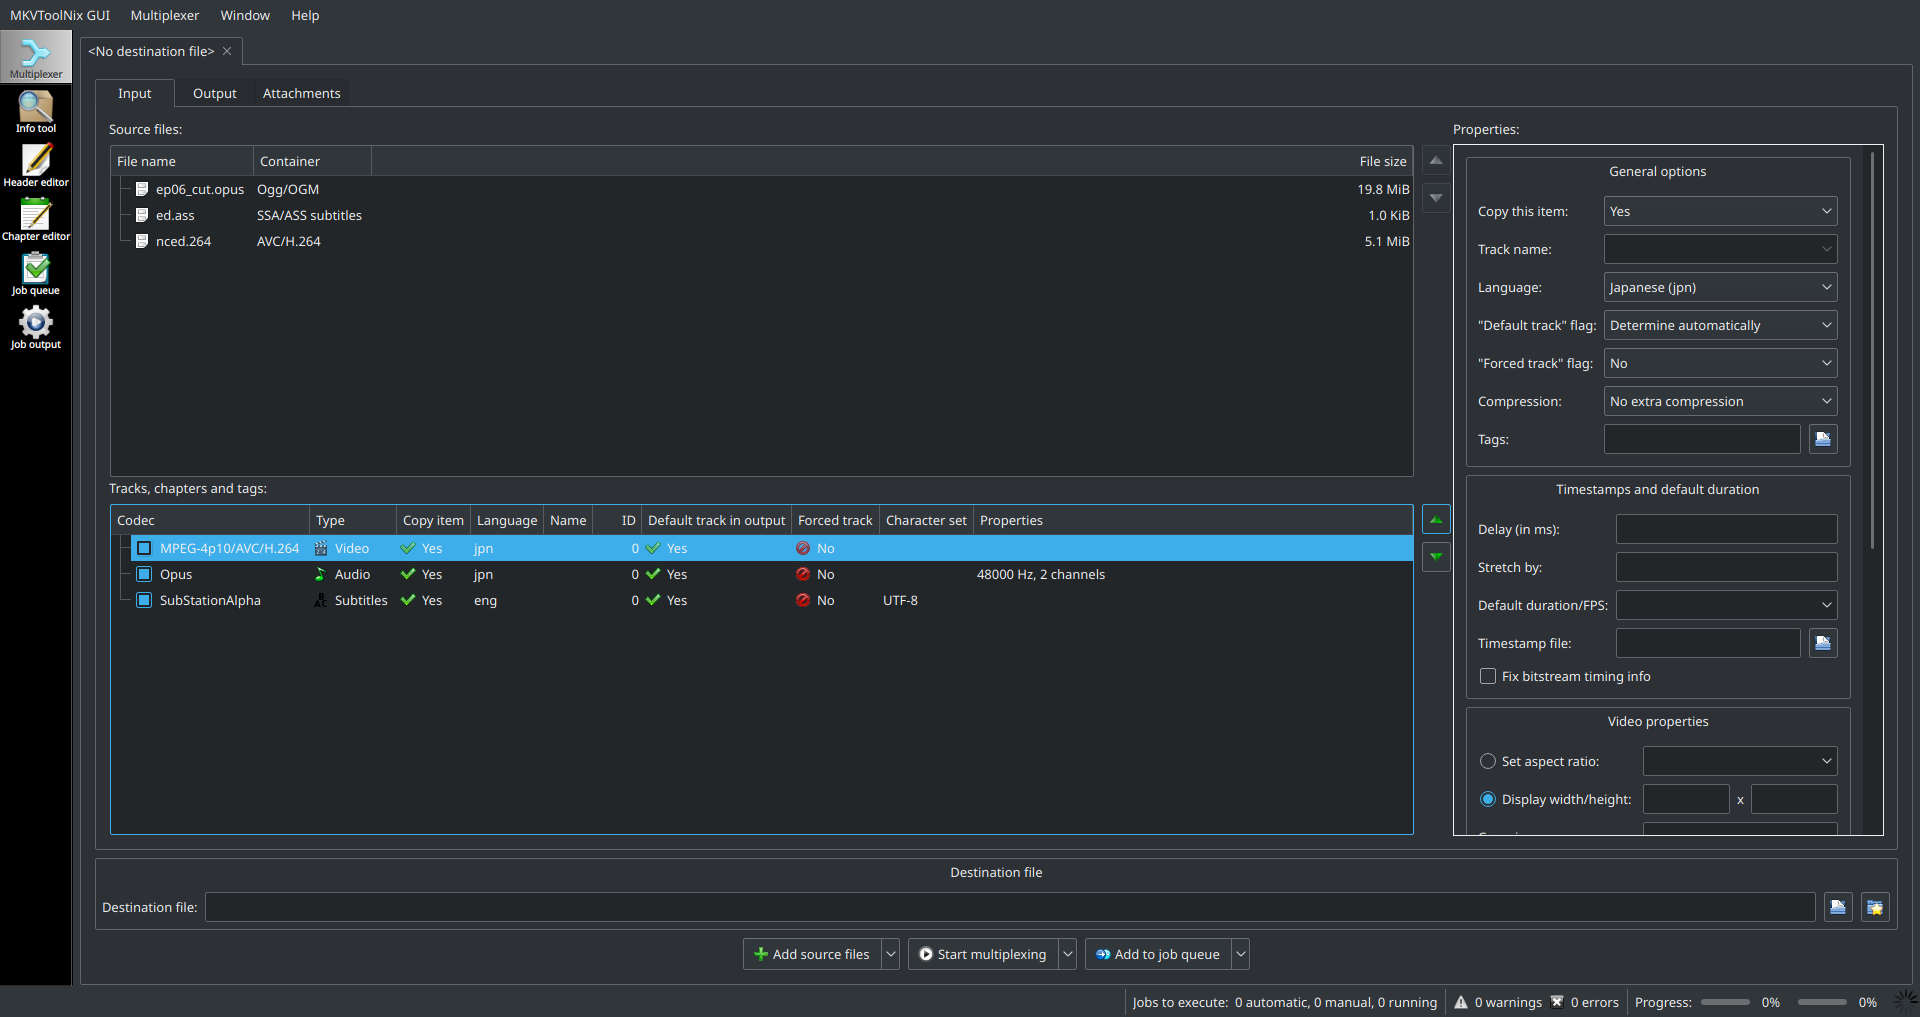 MKVToolNix GUI Multiplexer Window Help
Multiplexer
Info tool
Header editor
Chapter editor
Job queue
Job output
<No destination file>
Input Output Attachments
Source files:
File name Container File size
ep06_cut.opus Ogg/OGM 19.8 MiB
ed.ass SSA/ASS subtitles 1.0 KiB
nced.264 AVC/H.264 5.1 MiB
Tracks, chapters and tags:
Codec Type Copy item Language Name ID Default track in output Forced track Character set Properties
MPEG-4p10/AVC/H.264 Video Yes jpn 0 Yes No
Opus Audio Yes jpn 0 Yes No 48000 Hz, 2 channels
SubStationAlpha Subtitles Yes eng 0 Yes No UTF-8
Properties:
General options
Copy this item: Yes
Track name:
Language: Japanese (jpn)
"Default track" flag: Determine automatically
"Forced track" flag: No
Compression: No extra compression
Tags:
Timestamps and default duration
Delay (in ms):
Stretch by:
Default duration/FPS:
Timestamp file:
Fix bitstream timing info
Video properties
Set aspect ratio:
Display width/height: x
Destination file
Destination file:
Add source files Start multiplexing Add to job queue
Jobs to execute: 0 automatic, 0 manual, 0 running 0 warnings 0 errors Progress: 0% 0%